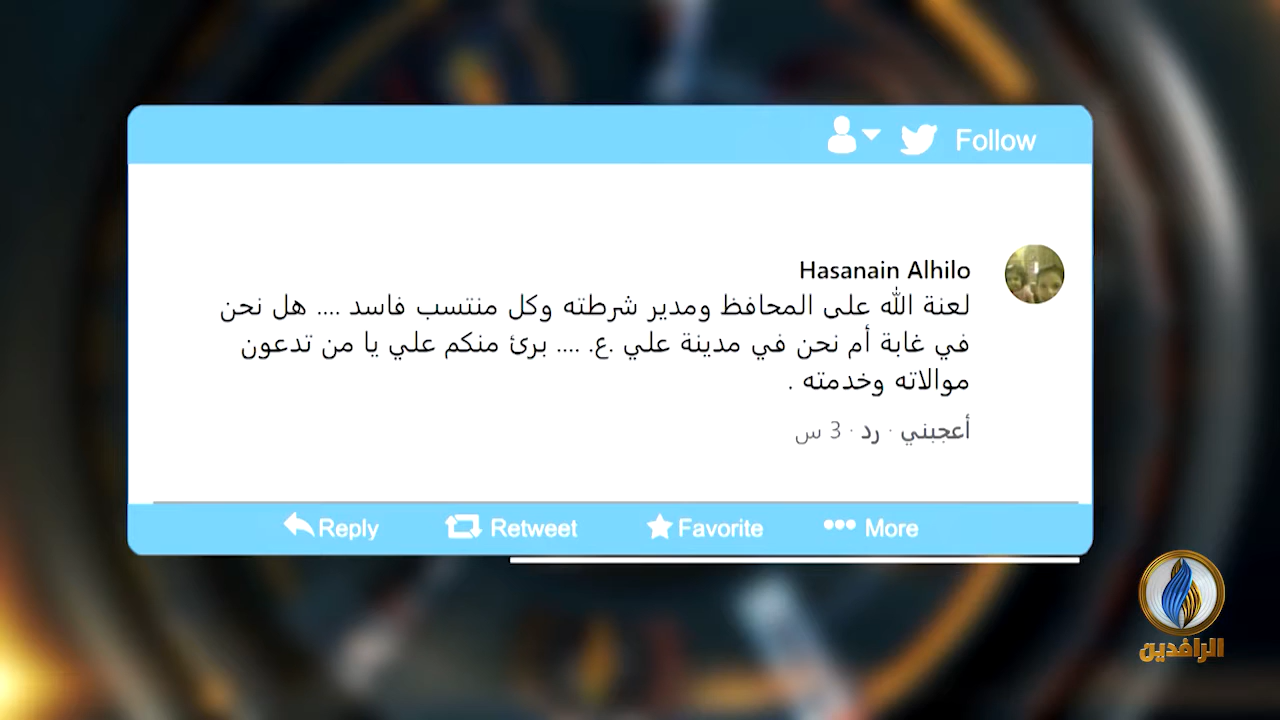 Follow
Hasanain Alhilo
لعنة الله على المحافظ ومدير شرطته وكل منتسب فاسد .... هل نحن
في غابة أم نحن في مدينة علي .ع. .... برئ منكم علي يا من تدعون
موالاته وخدمته .
أعجبني · رد · 3 س
Reply Retweet Favorite More
الرافدين